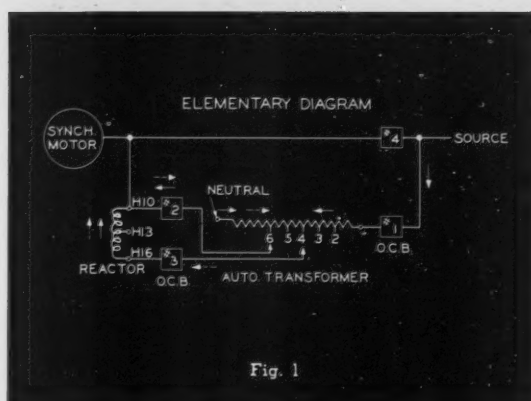 ELEMENTARY DIAGRAM
SYNCH.
MOTOR
#4
SOURCE
NEUTRAL
H10
#2
#1
H13
6 5 4 3 2
O.C.B.
H16
#3
REACTOR
AUTO TRANSFORMER
O.C.B.
Fig. 1